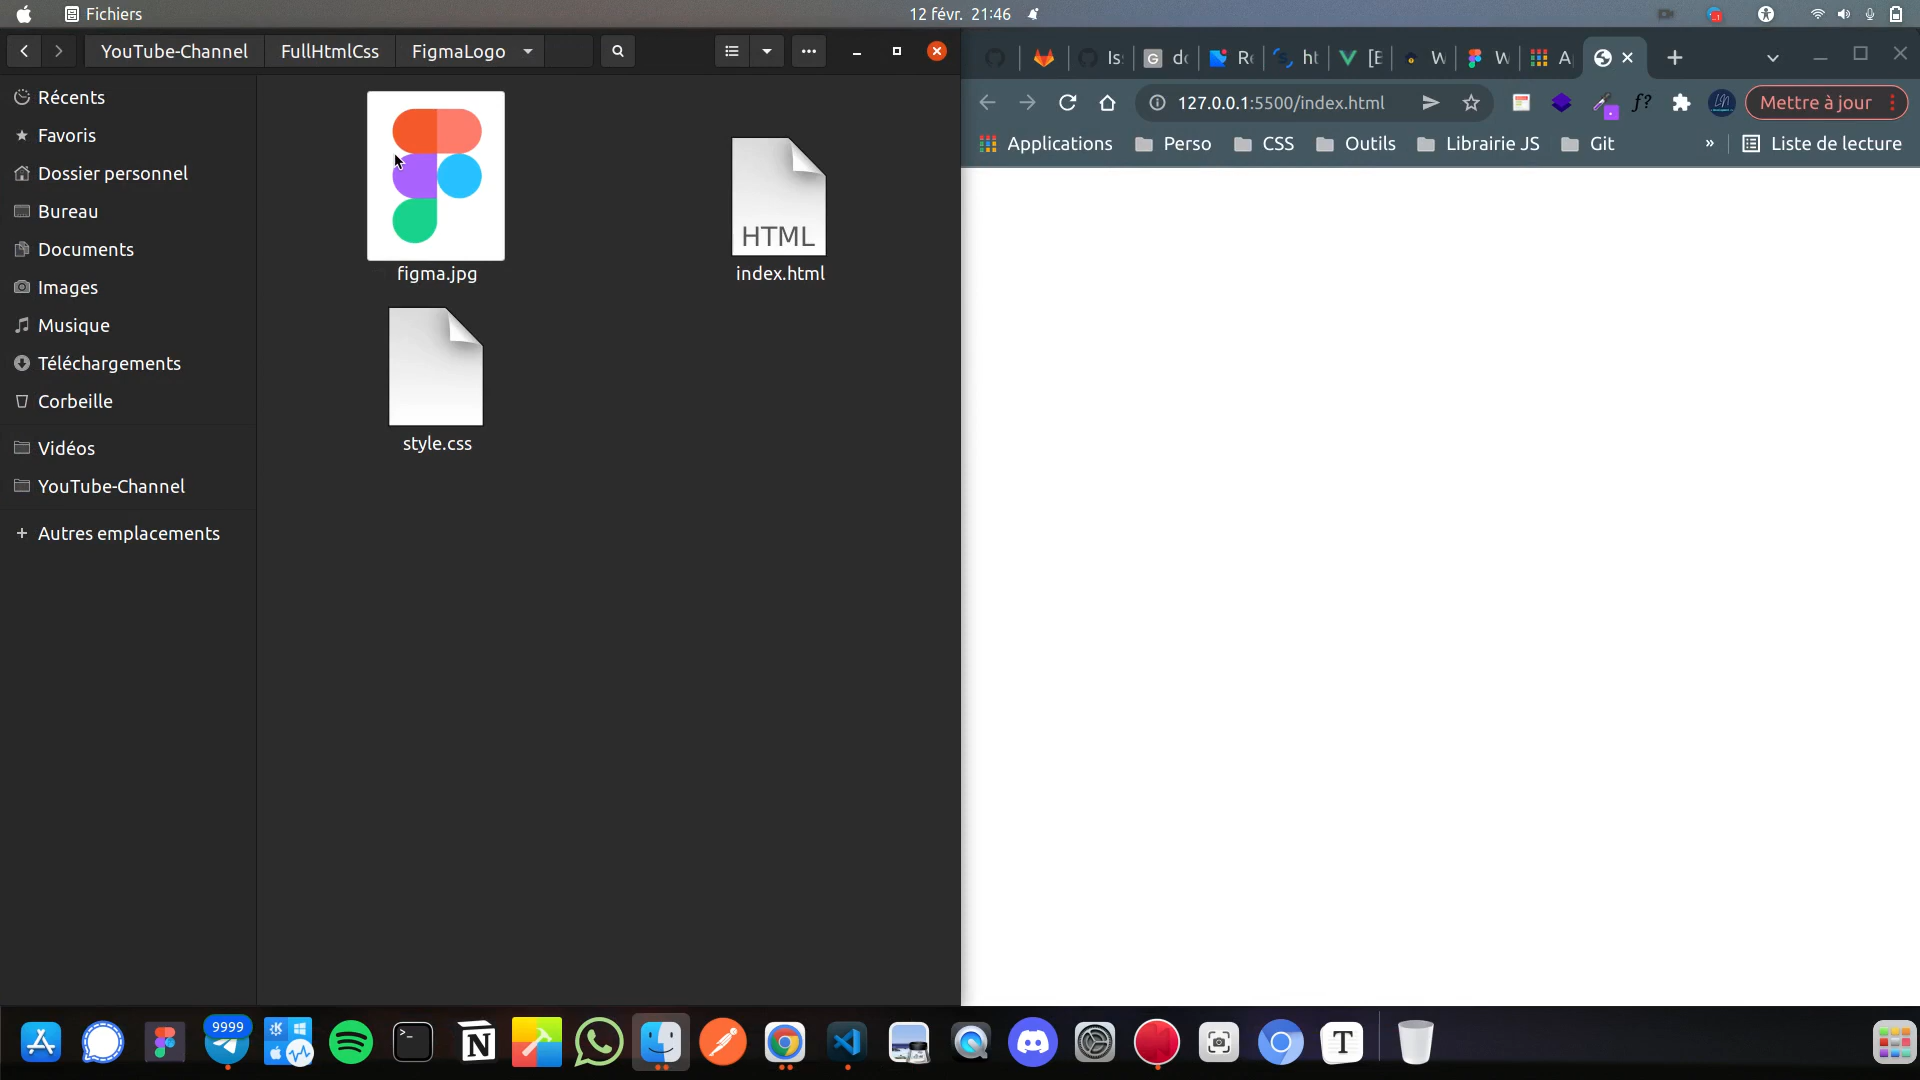 Fichiers
12 févr. 21:46
YouTube-Channel FullHtmlCss FigmaLogo
Récents
Favoris
Dossier personnel
Bureau
Documents
Images
Musique
Téléchargements
Corbeille
Vidéos
YouTube-Channel
Autres emplacements
HTML
figma.jpg
index.html
style.css
127.0.0.1:5500/index.html
f?
Mettre à jour
Applications Perso CSS Outils Librairie JS Git » Liste de lecture
9999